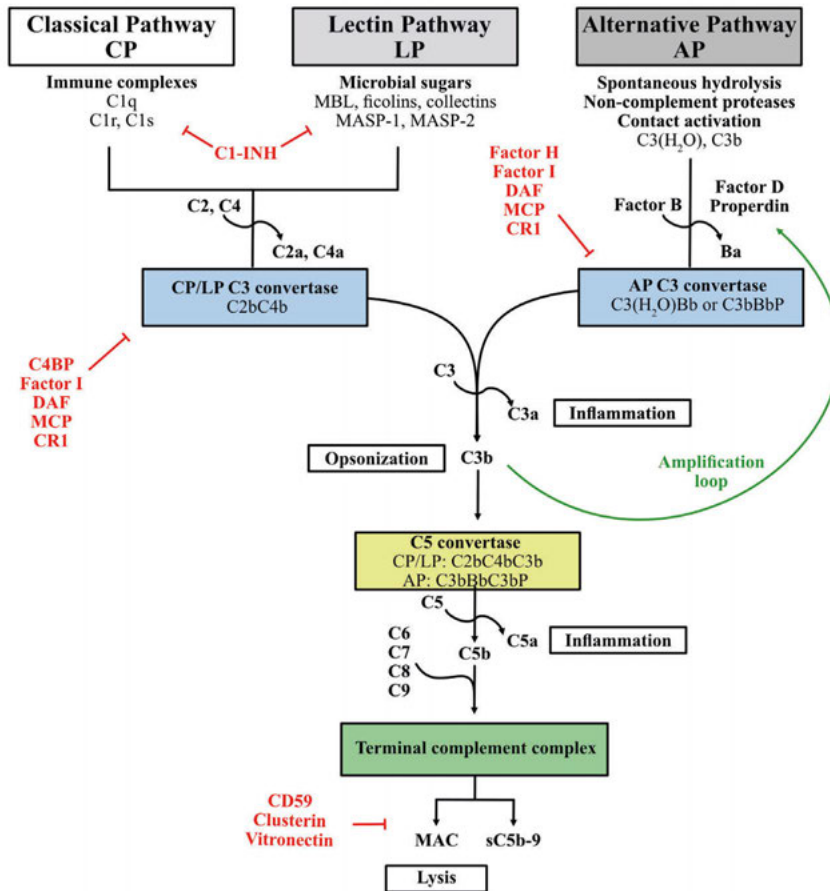 Classical Pathway
CP
Immune complexes
C1q
C1r, C1s
Lectin Pathway
LP
Microbial sugars
MBL, ficolins, collectins
MASP-1, MASP-2
Alternative Pathway
AP
Spontaneous hydrolysis
Non-complement proteases
Contact activation
C3(H₂O), C3b
C1-INH
C2, C4
C2a, C4a
Factor H
Factor I
DAF
MCP
CR1
Factor B
Factor D
Properdin
Ba
CP/LP C3 convertase
C2bC4b
AP C3 convertase
C3(H₂O)Bb or C3bBbP
C4BP
Factor I
DAF
MCP
CR1
C3
C3a
Inflammation
Opsonization
C3b
Amplification
loop
C5 convertase
CP/LP: C2bC4bC3b
AP: C3bBbC3bP
C5
C5a
Inflammation
C6
C7
C8
C9
C5b
Terminal complement complex
CD59
Clusterin
Vitronectin
MAC
sC5b-9
Lysis